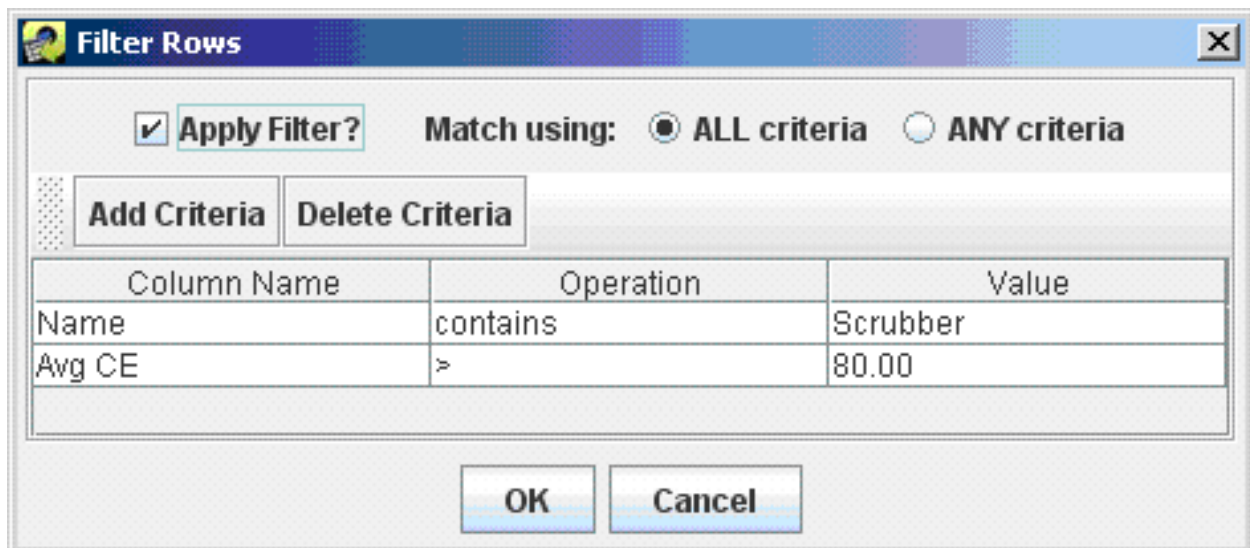 Filter Rows
Apply Filter? Match using: ALL criteria ANY criteria
Add Criteria Delete Criteria
Column Name Operation Value
Name contains Scrubber
Avg CE > 80.00
OK Cancel